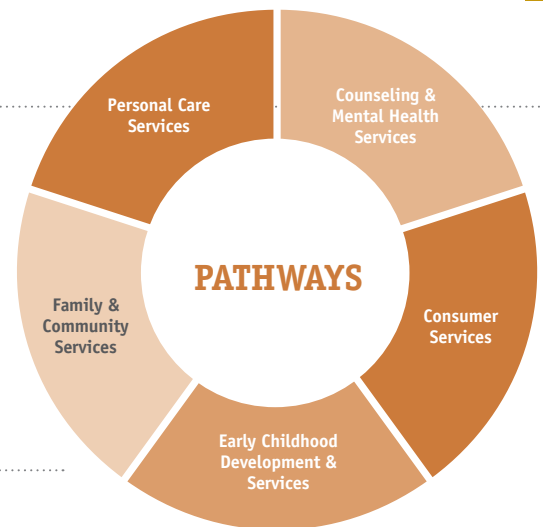 Personal Care
Services
Counseling &
Mental Health
Services
PATHWAYS
Family &
Community
Services
Consumer
Services
Early Childhood
Development &
Services